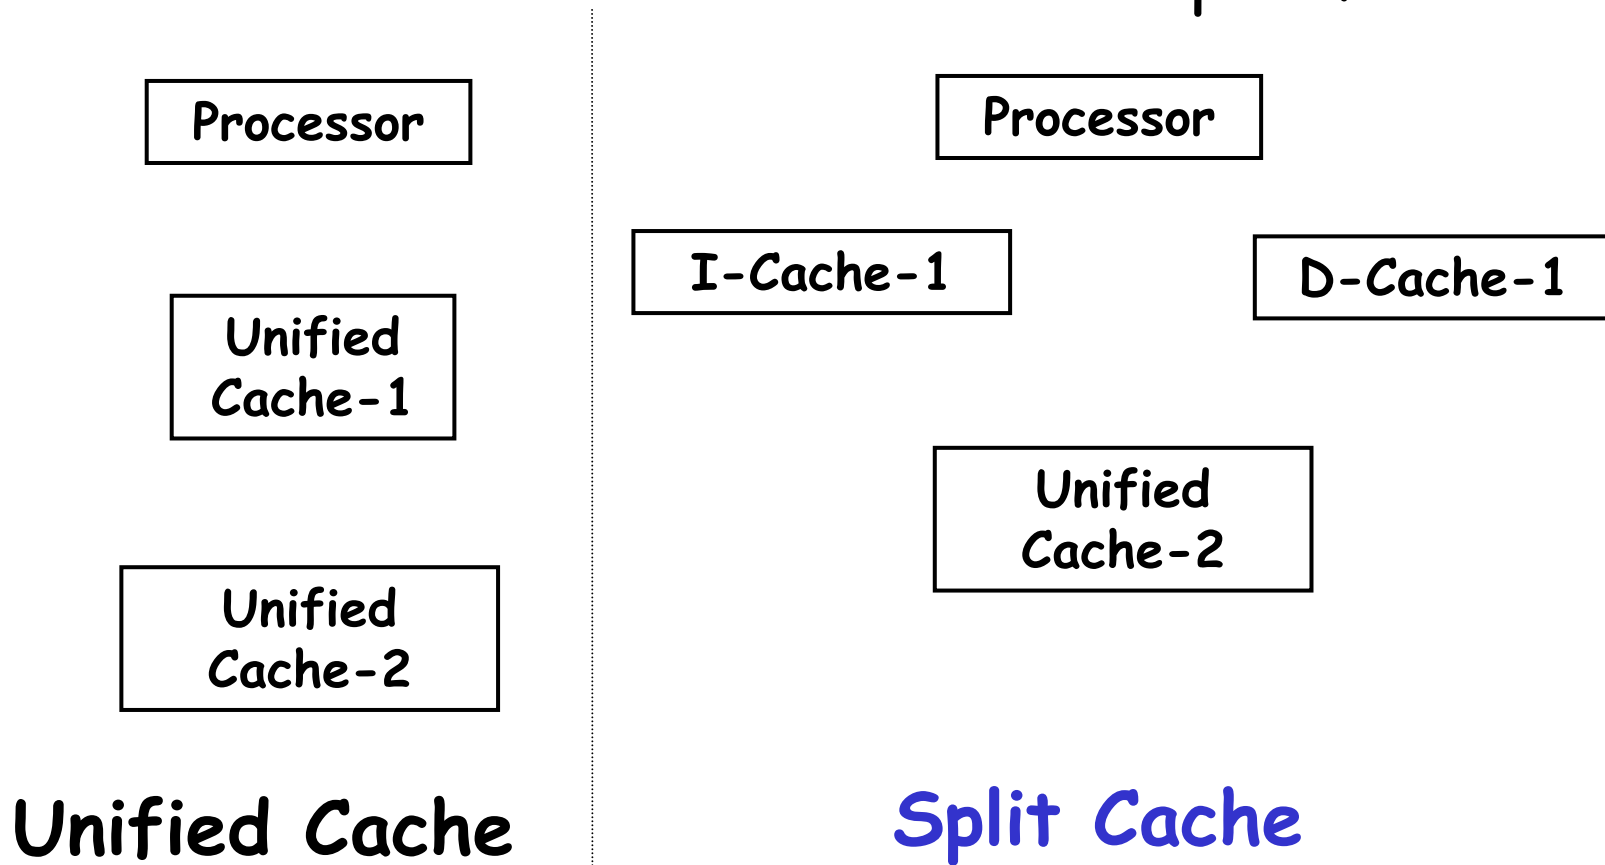 Processor
Unified
Cache-1
Unified
Cache-2
Unified Cache
Processor
I-Cache-1
D-Cache-1
Unified
Cache-2
Split Cache